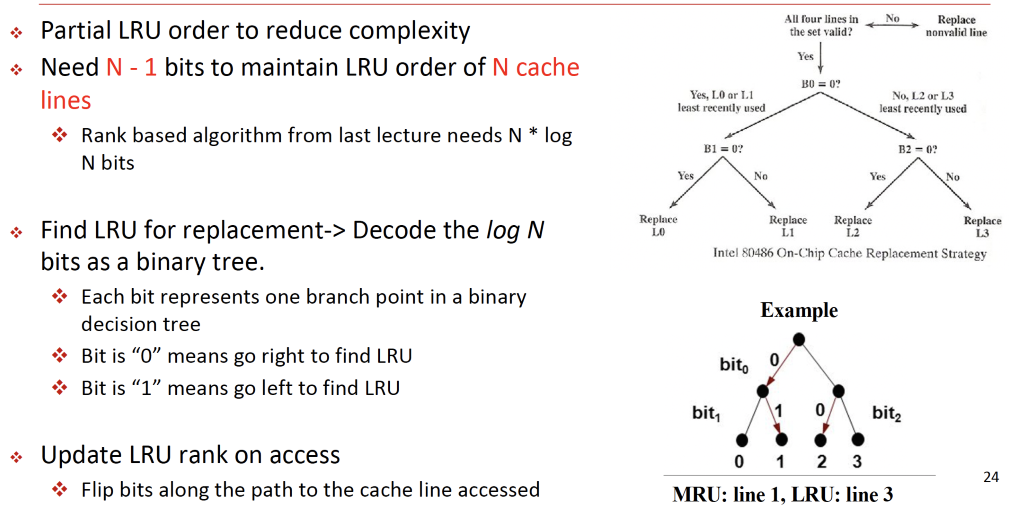 Partial LRU order to reduce complexity
Need N - 1 bits to maintain LRU order of N cache
lines
Rank based algorithm from last lecture needs N * log
N bits
Find LRU for replacement-> Decode the log N
bits as a binary tree.
Each bit represents one branch point in a binary
decision tree
Bit is “0” means go right to find LRU
Bit is “1” means go left to find LRU
Update LRU rank on access
Flip bits along the path to the cache line accessed
All four lines in
the set valid?
No
Replace
nonvalid line
Yes
B0 = 0?
Yes, L0 or L1
least recently used
No, L2 or L3
least recently used
B1 = 0?
B2 = 0?
Yes
No
Yes
No
Replace
L0
Replace
L1
Replace
L2
Replace
L3
Intel 80486 On-Chip Cache Replacement Strategy
Example
bit₀
0
bit₁
1
0
bit₂
0 1 2 3
MRU: line 1, LRU: line 3
24